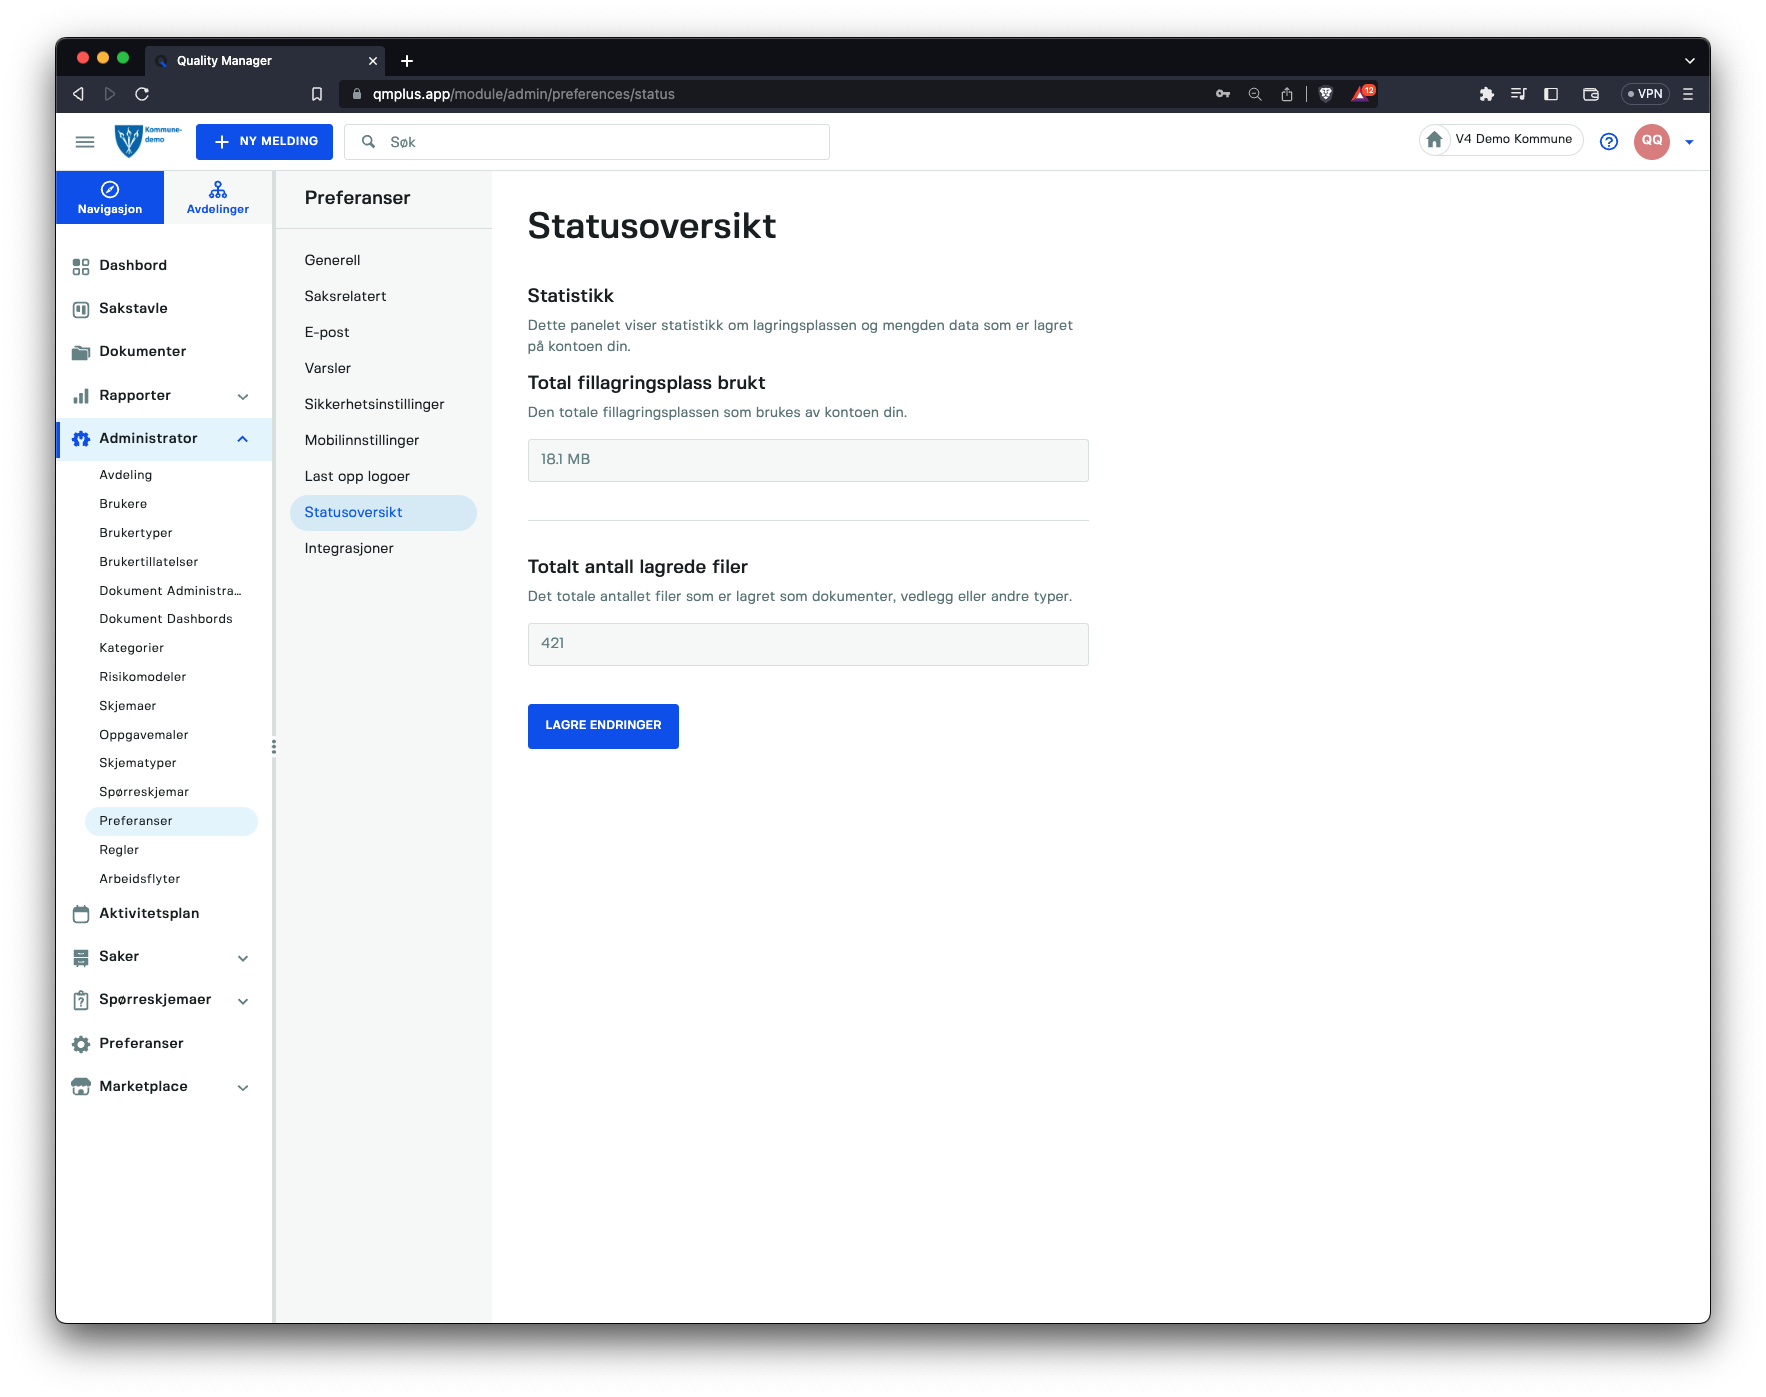 Quality Manager
qmplus.app/module/admin/preferences/status
12
VPN
Kommune-
demo
NY MELDING
Søk
V4 Demo Kommune
QQ
Navigasjon
Avdelinger
Dashbord
Sakstavle
Dokumenter
Rapporter
Administrator
Avdeling
Brukere
Brukertyper
Brukertillatelser
Dokument Administra...
Dokument Dashbords
Kategorier
Risikomodeler
Skjemaer
Oppgavemaler
Skjematyper
Spørreskjemar
Preferanser
Regler
Arbeidsflyter
Aktivitetsplan
Saker
Spørreskjemaer
Preferanser
Marketplace
Preferanser
Generell
Saksrelatert
E-post
Varsler
Sikkerhetsinstillinger
Mobilinnstillinger
Last opp logoer
Statusoversikt
Integrasjoner
Statusoversikt
Statistikk
Dette panelet viser statistikk om lagringsplassen og mengden data som er lagret
på kontoen din.
Total fillagringsplass brukt
Den totale fillagringsplassen som brukes av kontoen din.
18.1 MB
Totalt antall lagrede filer
Det totale antallet filer som er lagret som dokumenter, vedlegg eller andre typer.
421
LAGRE ENDRINGER